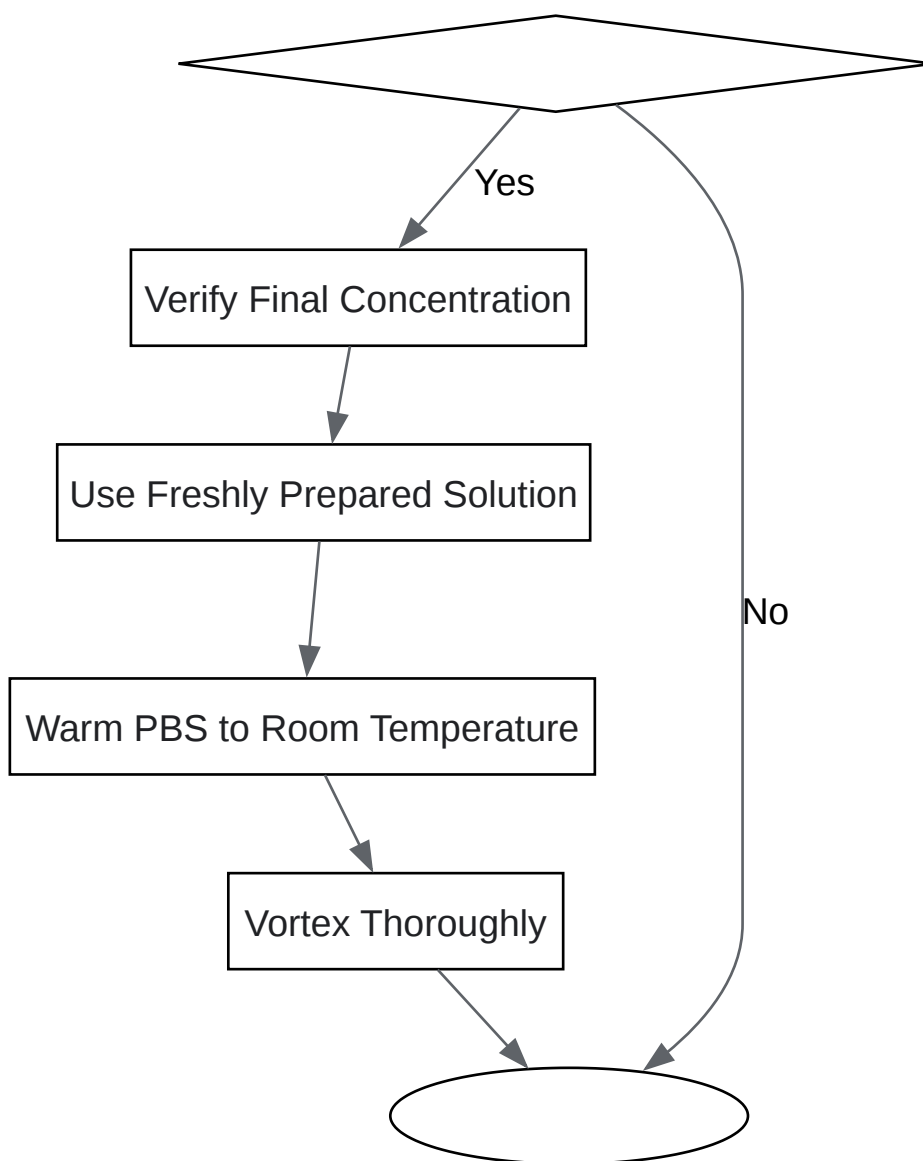 Yes
Verify Final Concentration
Use Freshly Prepared Solution
No
Warm PBS to Room Temperature
Vortex Thoroughly